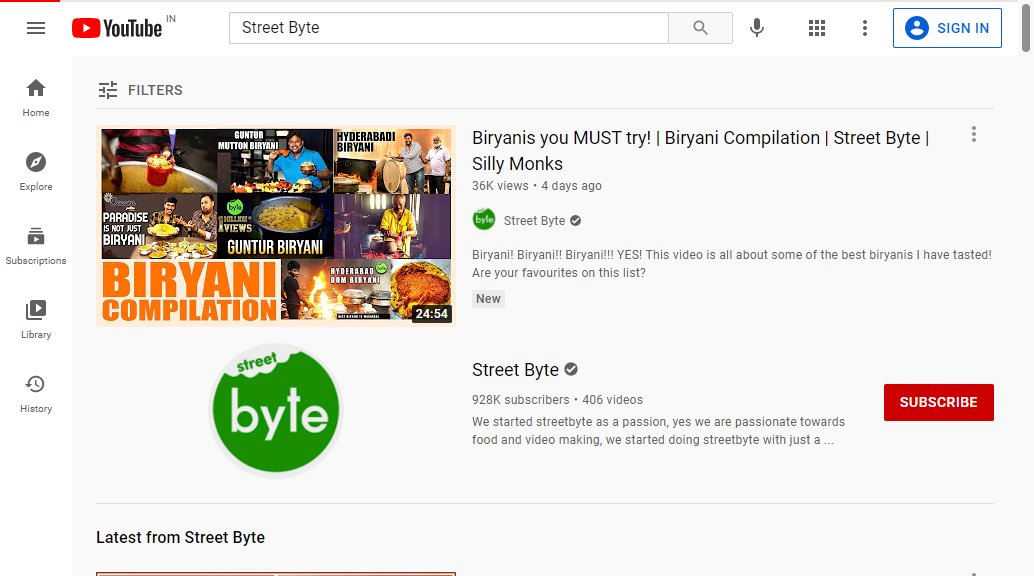 YouTube IN
Street Byte
SIGN IN
Home
Explore
Subscriptions
Library
History
FILTERS
GUNTUR
MUTTON BIRYANI
HYDERABADI
BIRYANI
PARADISE
IS NOT JUST
BIRYANI
byte
1 MILLION+
VIEWS
GUNTUR BIRYANI
HYDERABAD
DUM BIRYANI
BIRYANI
COMPILATION
24:54
Biryanis you MUST try! | Biryani Compilation | Street Byte |
Silly Monks
36K views • 4 days ago
byte
Street Byte
Biryani! Biryani!! Biryani!!! YES! This video is all about some of the best biryanis I have tasted!
Are your favourites on this list?
New
street
byte
Street Byte
928K subscribers • 406 videos
We started streetbyte as a passion, yes we are passionate towards
food and video making, we started doing streetbyte with just a ...
SUBSCRIBE
Latest from Street Byte